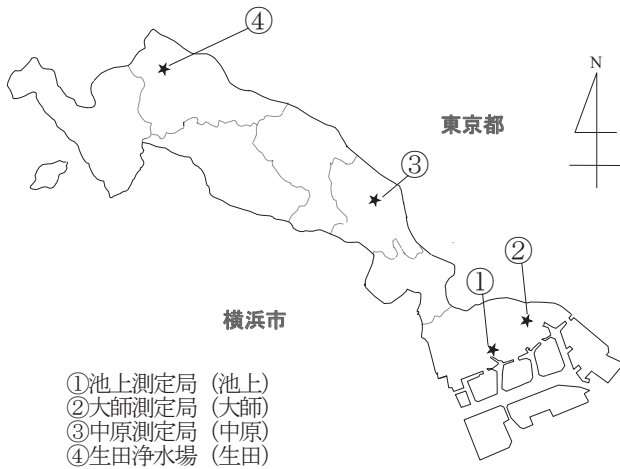 ④
N
東京都
③
②
①
横浜市
①池上測定局（池上）
②大師測定局（大師）
③中原測定局（中原）
④生田浄水場（生田）